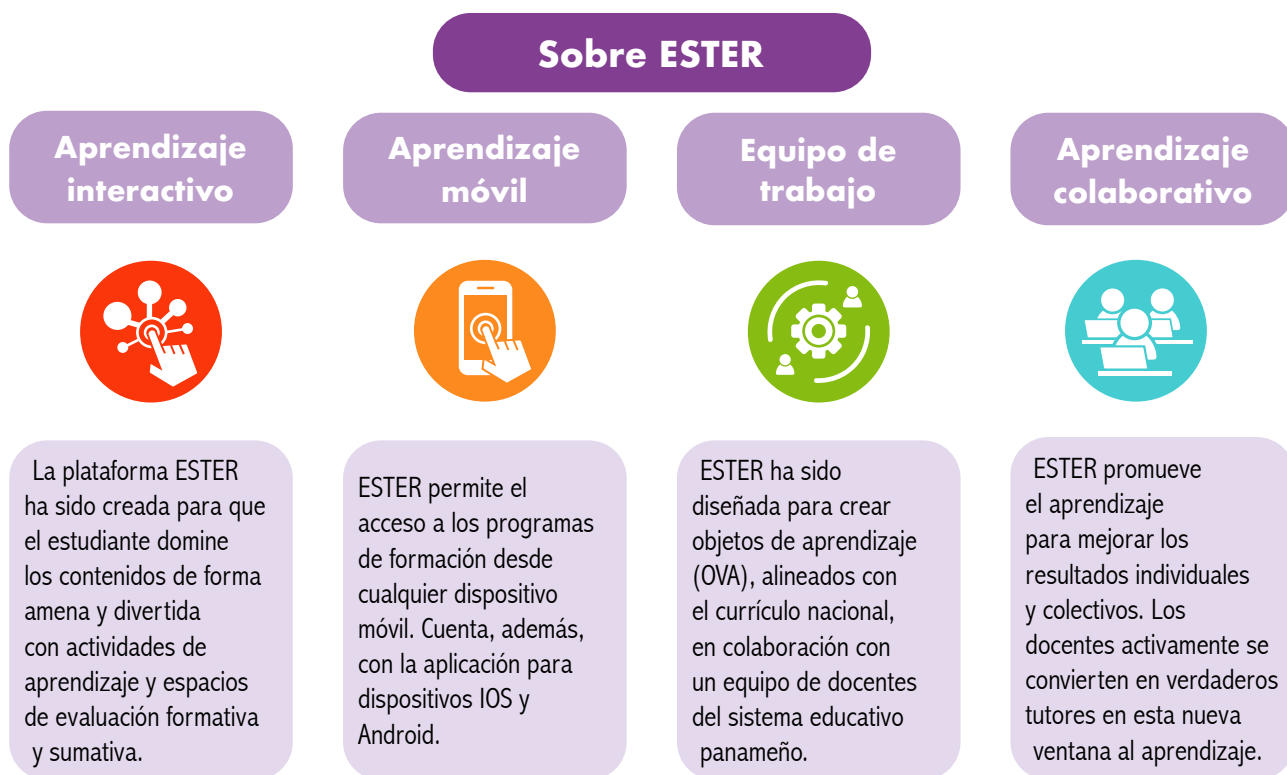 Sobre ESTER
Aprendizaje
interactivo
La plataforma ESTER
ha sido creada para que
el estudiante domine
los contenidos de forma
amena y divertida
con actividades de
aprendizaje y espacios
de evaluación formativa
y sumativa.
Aprendizaje
móvil
ESTER permite el
acceso a los programas
de formación desde
cualquier dispositivo
móvil. Cuenta, además,
con la aplicación para
dispositivos IOS y
Android.
Equipo de
trabajo
ESTER ha sido
diseñada para crear
objetos de aprendizaje
(OVA), alineados con
el currículo nacional,
en colaboración con
un equipo de docentes
del sistema educativo
panameño.
Aprendizaje
colaborativo
ESTER promueve
el aprendizaje
para mejorar los
resultados individuales
y colectivos. Los
docentes activamente se
convierten en verdaderos
tutores en esta nueva
ventana al aprendizaje.